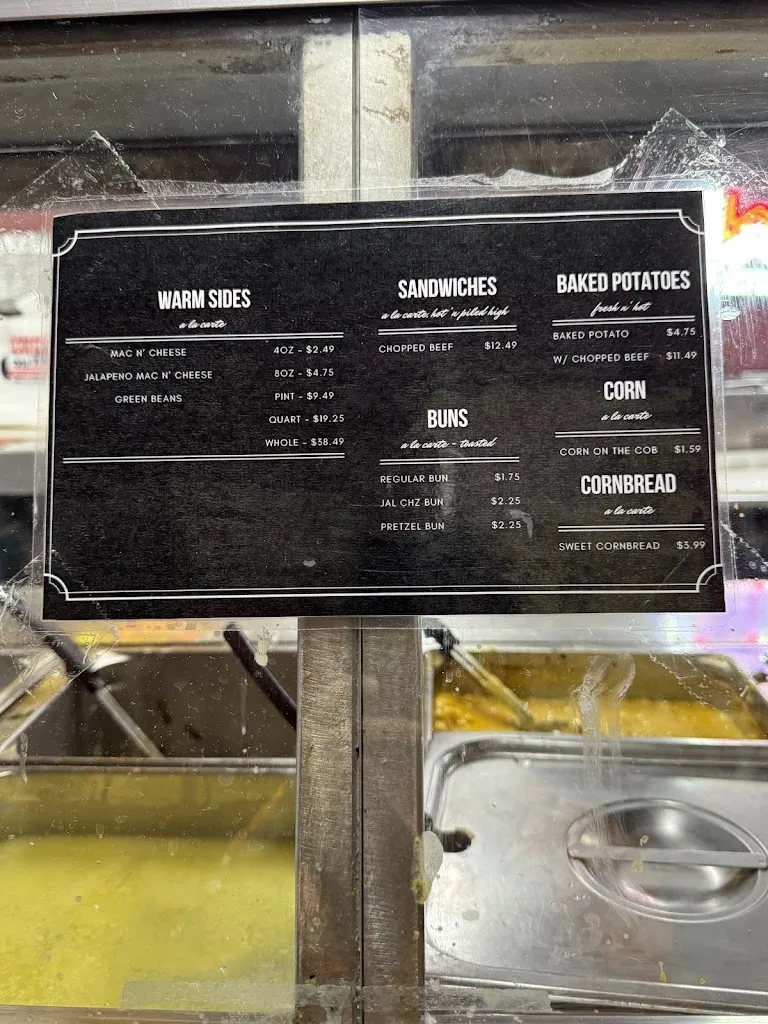 WARM SIDES
a la carte
MAC N' CHEESE 4OZ - $2.49
JALAPENO MAC N' CHEESE 8OZ - $4.75
GREEN BEANS PINT - $9.49
QUART - $19.25
WHOLE - $38.49
SANDWICHES
a la carte, hot 'n piled high
CHOPPED BEEF $12.49
BUNS
a la carte - toasted
REGULAR BUN $1.75
JAL CHZ BUN $2.25
PRETZEL BUN $2.25
BAKED POTATOES
fresh n' hot
BAKED POTATO $4.75
W/ CHOPPED BEEF $11.49
CORN
a la carte
CORN ON THE COB $1.59
CORNBREAD
a la carte
SWEET CORNBREAD $3.99